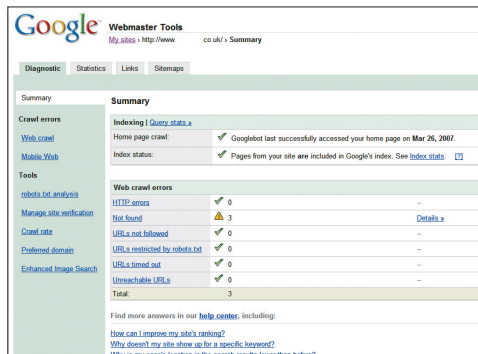 Google Webmaster Tools
My sites > http://www. co.uk/ > Summary
Diagnostic Statistics Links Sitemaps
Summary
Crawl errors
Web crawl
Mobile Web
Tools
robots.txt analysis
Manage site verification
Crawl rate
Preferred domain
Enhanced Image Search
Summary
Indexing | Query stats »
Home page crawl: Googlebot last successfully accessed your home page on Mar 26, 2007.
Index status: Pages from your site are included in Google's index. See Index stats. [?]
Web crawl errors
HTTP errors 0 --
Not found 3 Details »
URLs not followed 0 --
URLs restricted by robots.txt 0 --
URLs timed out 0 --
Unreachable URLs 0 --
Total: 3
Find more answers in our help center, including:
How can I improve my site's ranking?
Why doesn't my site show up for a specific keyword?